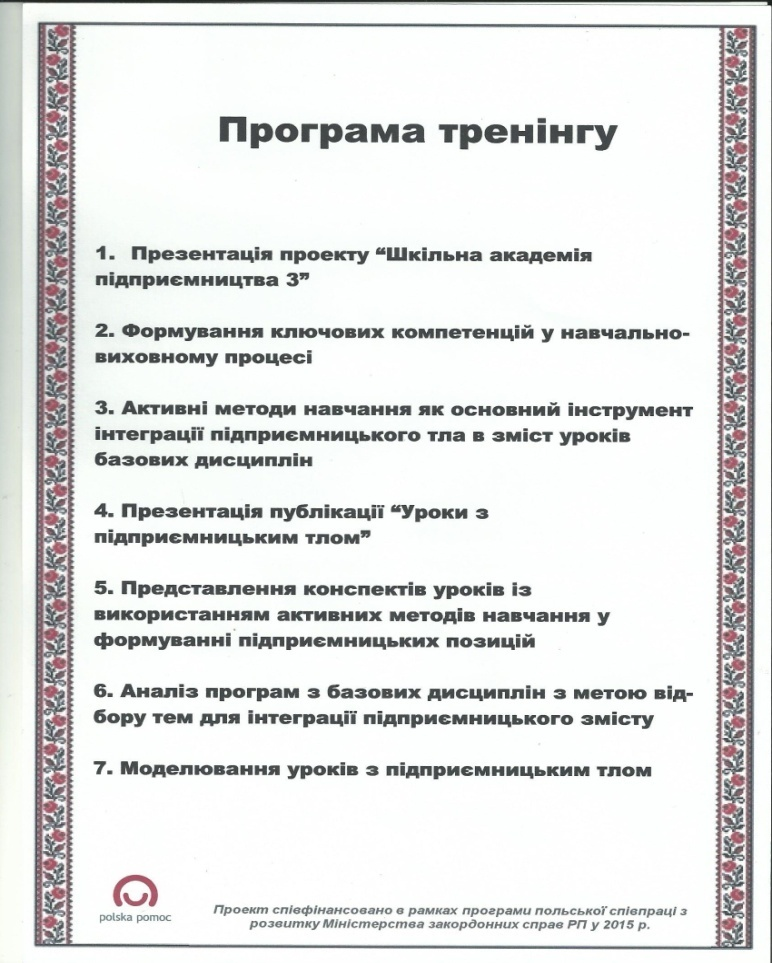 Програма тренінгу
1. Презентація проекту “Шкільна академія
підприємництва 3”
2. Формування ключових компетенцій у навчально-
виховному процесі
3. Активні методи навчання як основний інструмент
інтеграції підприємницького тла в зміст уроків
базових дисциплін
4. Презентація публікації “Уроки з
підприємницьким тлом”
5. Представлення конспектів уроків із
використанням активних методів навчання у
формуванні підприємницьких позицій
6. Аналіз програм з базових дисциплін з метою від-
бору тем для інтеграції підприємницького змісту
7. Моделювання уроків з підприємницьким тлом
polska pomoc
Проект співфінансовано в рамках програми польської співпраці з
розвитку Міністерства закордонних справ РП у 2015 р.